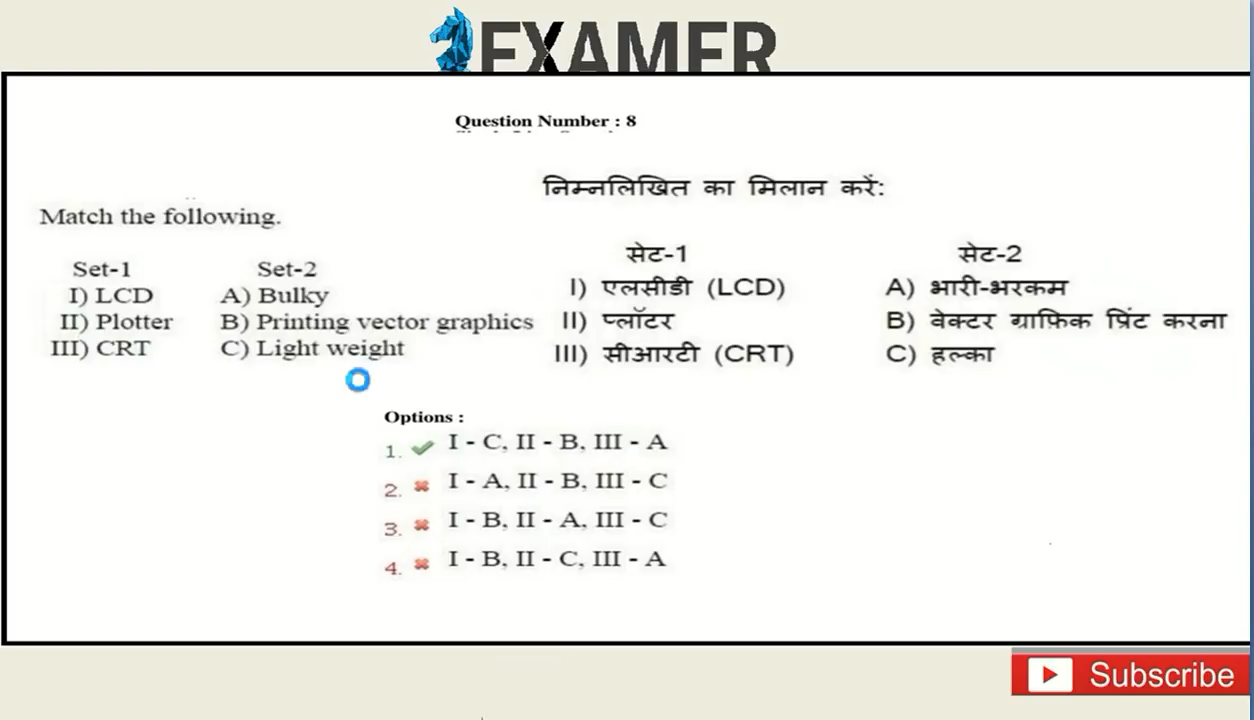 EXAMER
Question Number : 8
निम्नलिखित का मिलान करें:
Match the following.
Set-1 Set-2
I) LCD A) Bulky
II) Plotter B) Printing vector graphics
III) CRT C) Light weight
सेट-1 सेट-2
I) एलसीडी (LCD) A) भारी-भरकम
II) प्लॉटर B) वेक्टर ग्राफ़िक प्रिंट करना
III) सीआरटी (CRT) C) हल्का
Options :
1. I - C, II - B, III - A
2. I - A, II - B, III - C
3. I - B, II - A, III - C
4. I - B, II - C, III - A
Subscribe